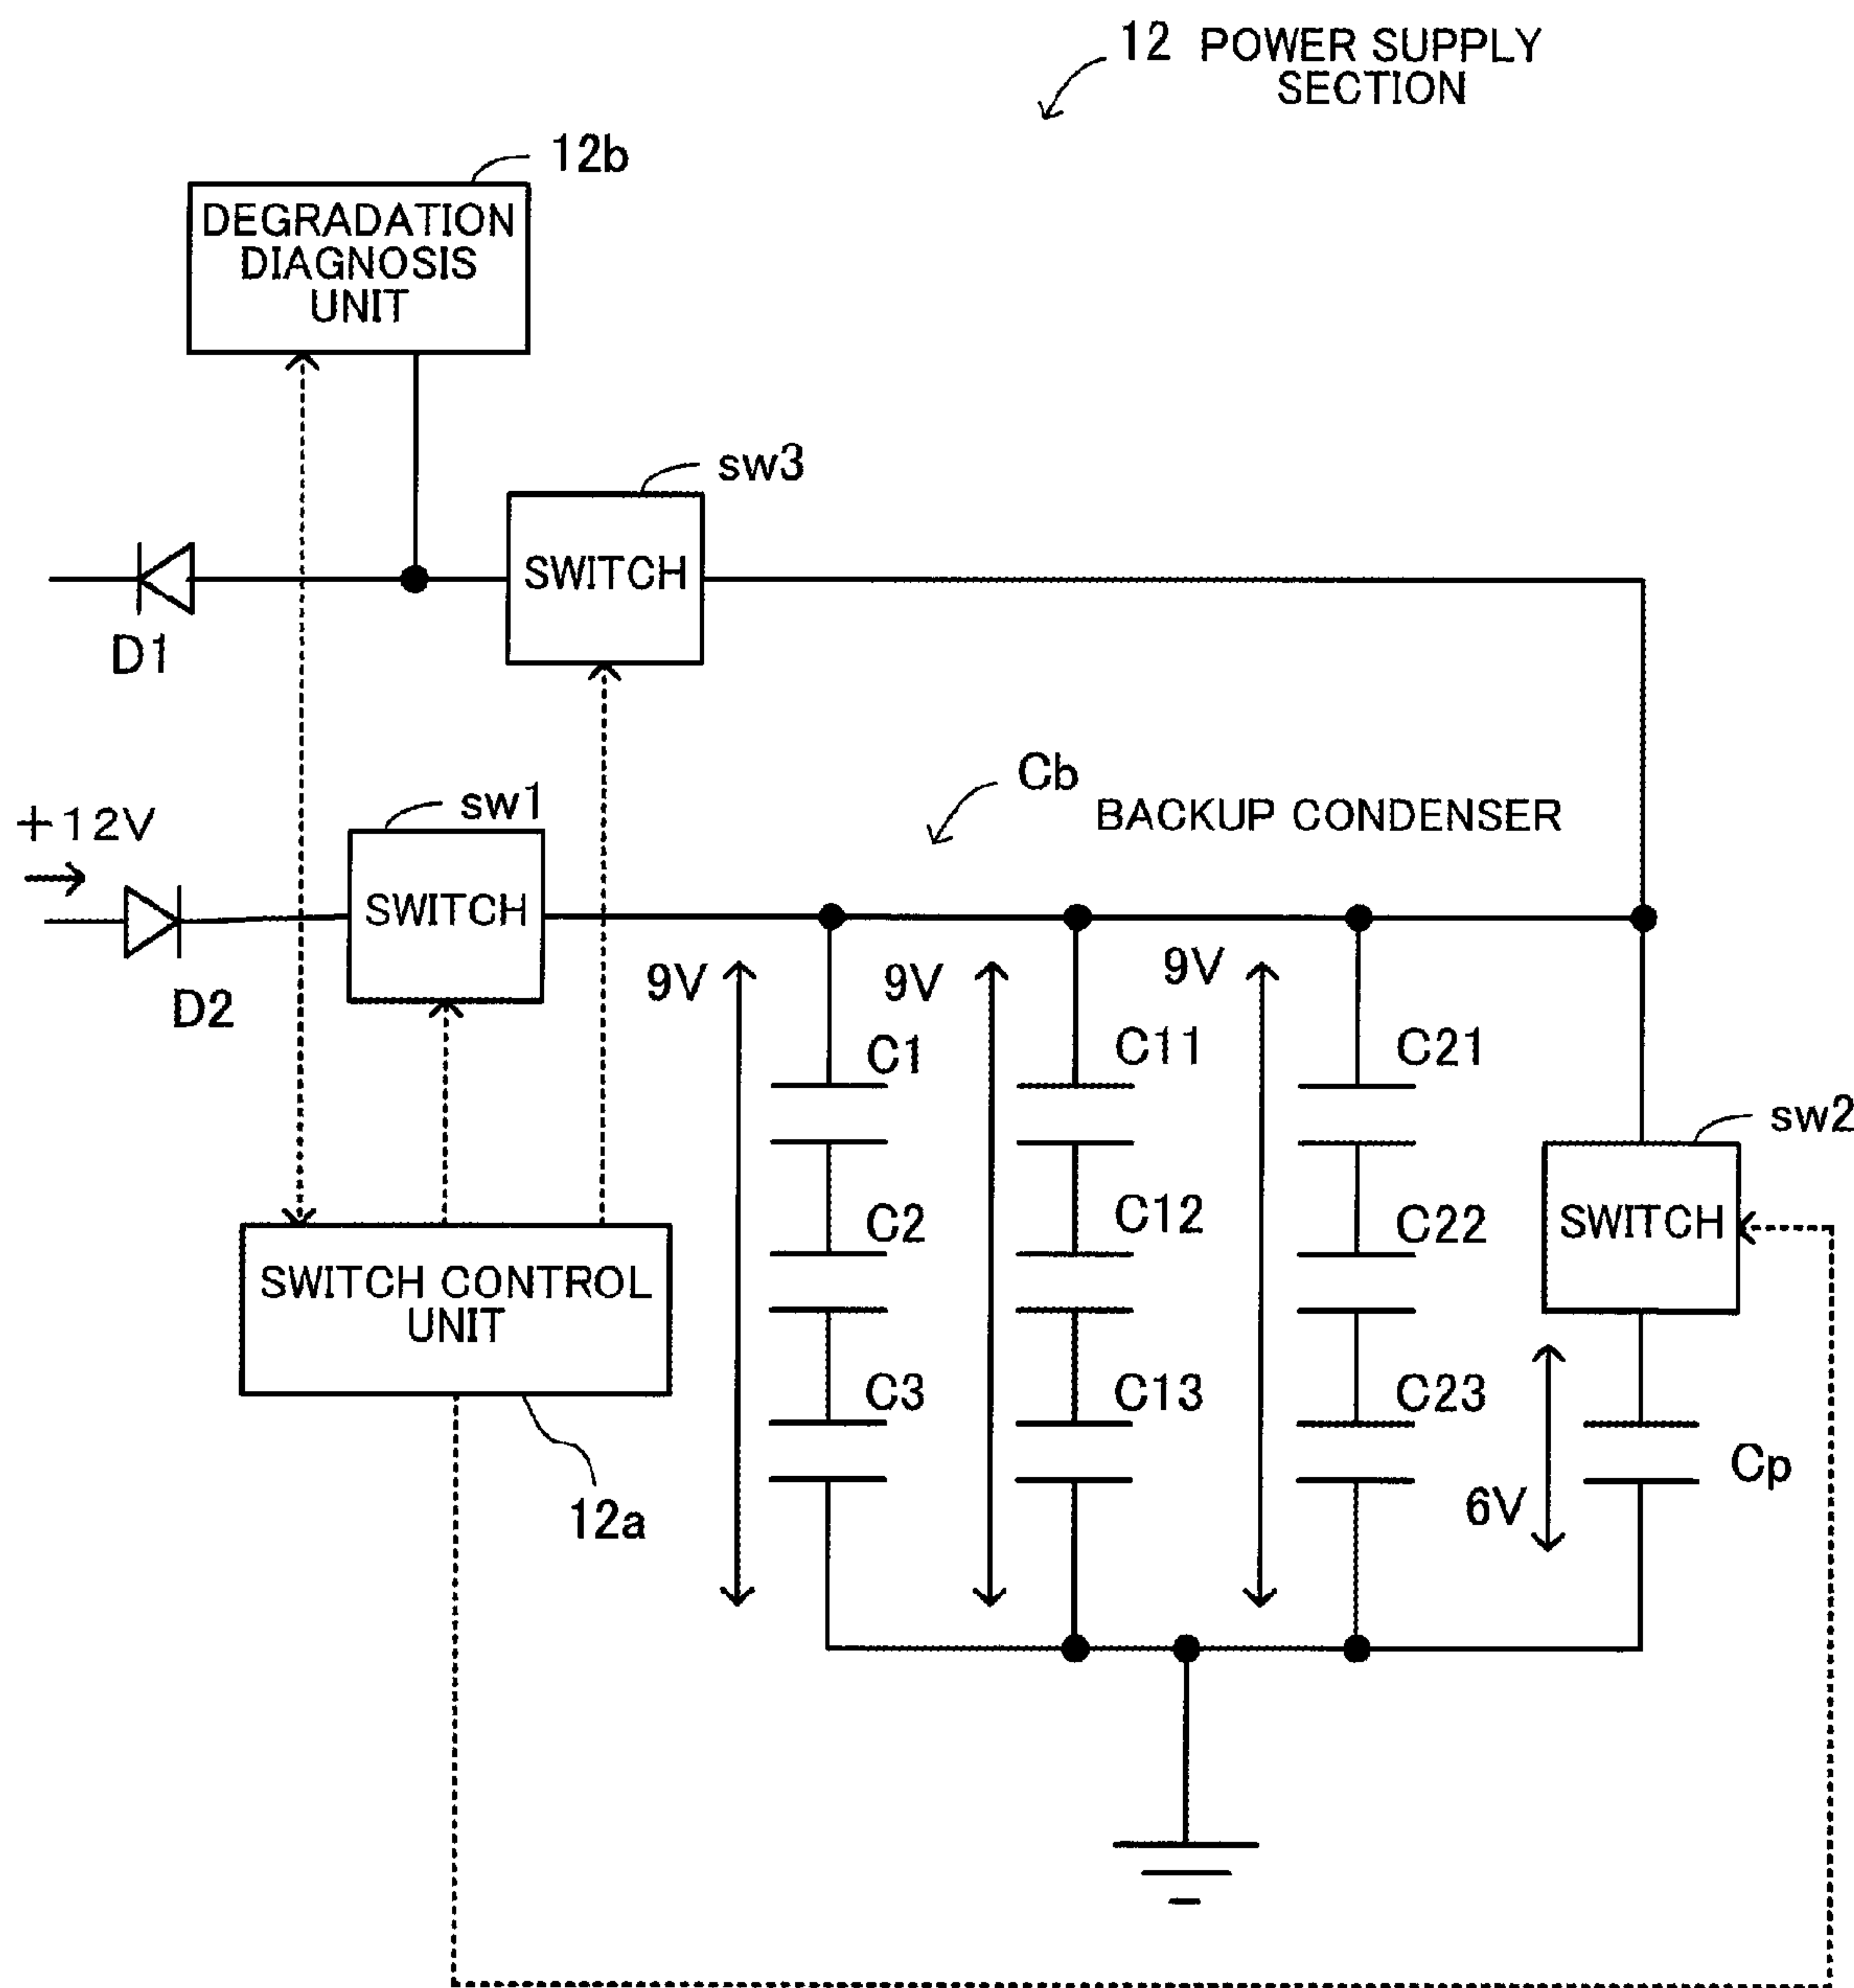 12 POWER SUPPLY
SECTION
12b
DEGRADATION
DIAGNOSIS
UNIT
sw3
SWITCH
D1
Cb
BACKUP CONDENSER
sw1
+12V
SWITCH
D2
9V
9V
9V
C1
C11
C21
sw2
C2
C12
C22
SWITCH
SWITCH CONTROL
UNIT
C3
C13
C23
Cp
6V
12a